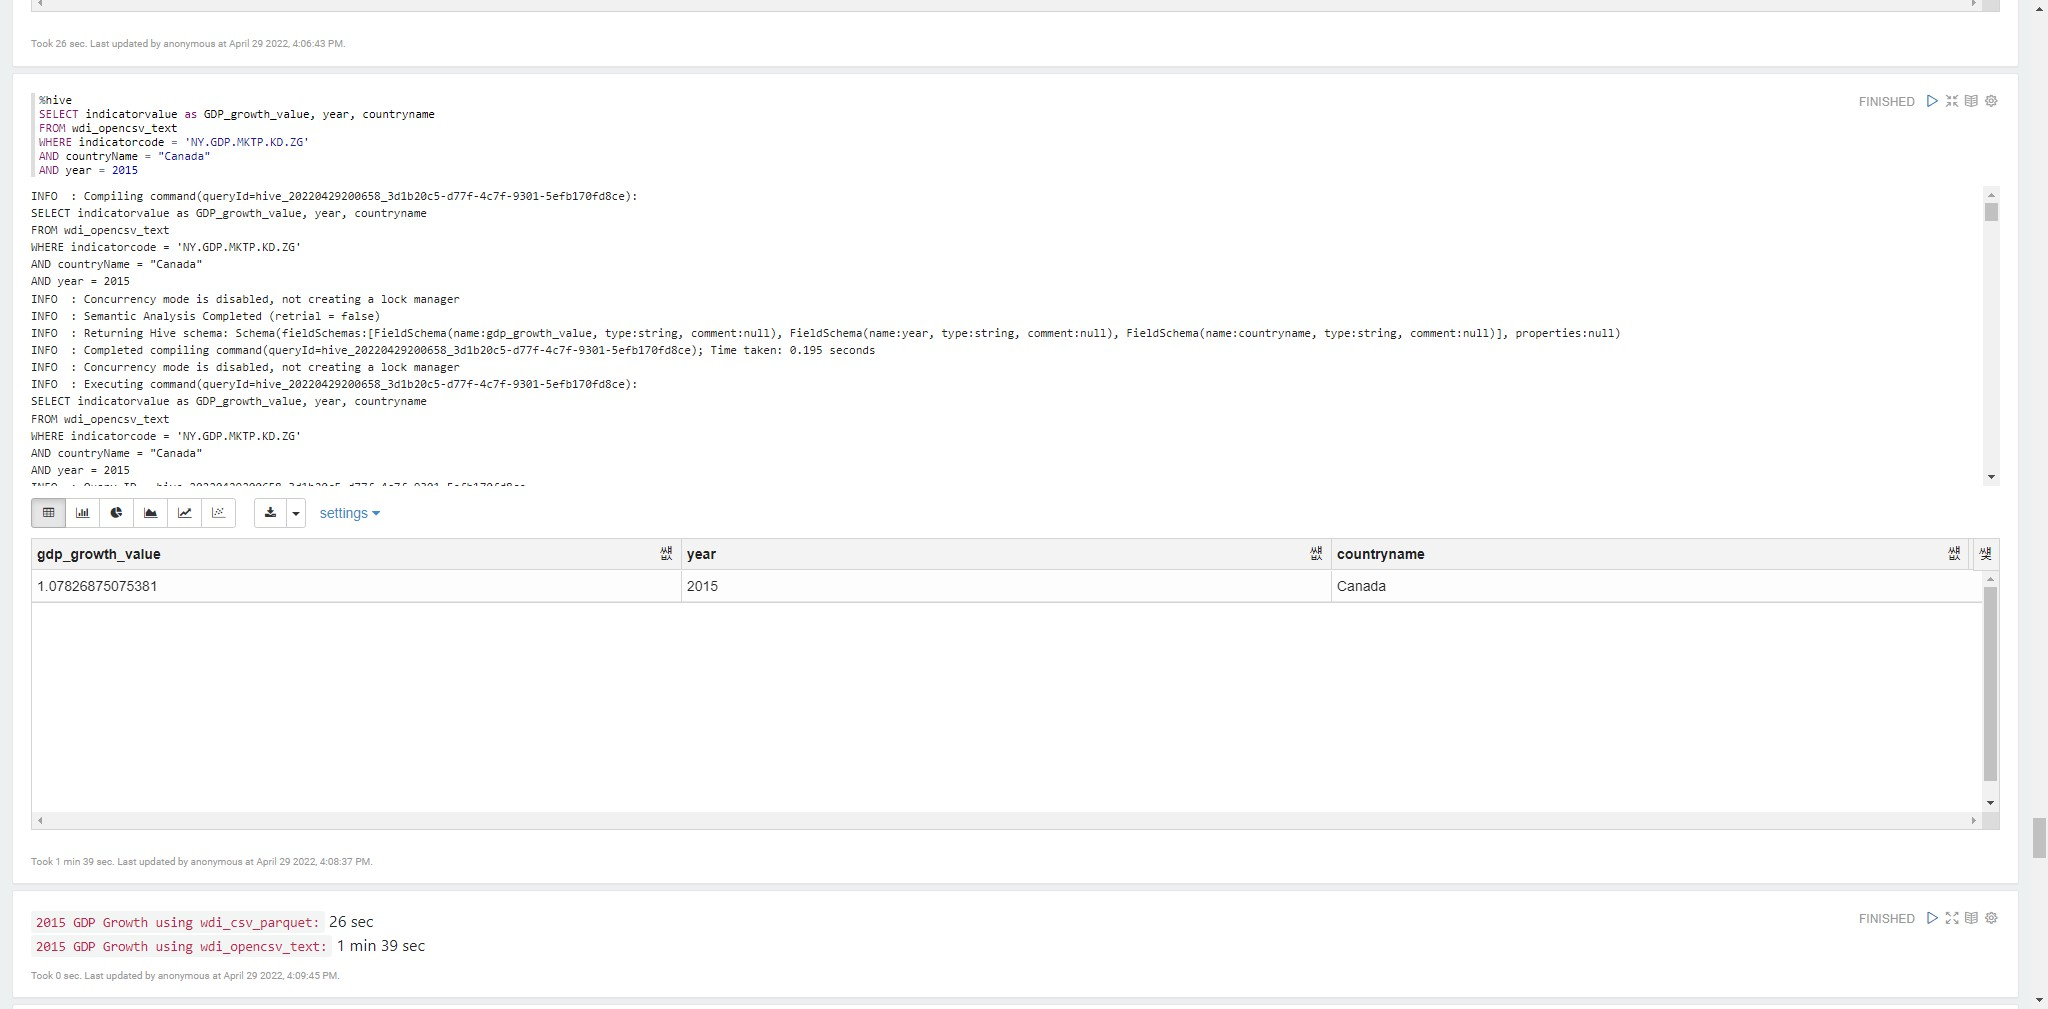 Took 26 sec. Last updated by anonymous at April 29 2022, 4:06:43 PM.
%hive
SELECT indicatorvalue as GDP_growth_value, year, countryname
FROM wdi_opencsv_text
WHERE indicatorcode = 'NY.GDP.MKTP.KD.ZG'
AND countryName = "Canada"
AND year = 2015
FINISHED
INFO  : Compiling command(queryId=hive_20220429200658_3d1b20c5-d77f-4c7f-9301-5efb170fd8ce):
SELECT indicatorvalue as GDP_growth_value, year, countryname
FROM wdi_opencsv_text
WHERE indicatorcode = 'NY.GDP.MKTP.KD.ZG'
AND countryName = "Canada"
AND year = 2015
INFO  : Concurrency mode is disabled, not creating a lock manager
INFO  : Semantic Analysis Completed (retrial = false)
INFO  : Returning Hive schema: Schema(fieldSchemas:[FieldSchema(name:gdp_growth_value, type:string, comment:null), FieldSchema(name:year, type:string, comment:null), FieldSchema(name:countryname, type:string, comment:null)], properties:null)
INFO  : Completed compiling command(queryId=hive_20220429200658_3d1b20c5-d77f-4c7f-9301-5efb170fd8ce); Time taken: 0.195 seconds
INFO  : Concurrency mode is disabled, not creating a lock manager
INFO  : Executing command(queryId=hive_20220429200658_3d1b20c5-d77f-4c7f-9301-5efb170fd8ce):
SELECT indicatorvalue as GDP_growth_value, year, countryname
FROM wdi_opencsv_text
WHERE indicatorcode = 'NY.GDP.MKTP.KD.ZG'
AND countryName = "Canada"
AND year = 2015
INFO  : Query ID = hive_20220429200658_3d1b20c5-d77f-4c7f-9301-5efb170fd8ce
settings
gdp_growth_value year countryname
1.07826875075381 2015 Canada
Took 1 min 39 sec. Last updated by anonymous at April 29 2022, 4:08:37 PM.
2015 GDP Growth using wdi_csv_parquet: 26 sec
FINISHED
2015 GDP Growth using wdi_opencsv_text: 1 min 39 sec
Took 0 sec. Last updated by anonymous at April 29 2022, 4:09:45 PM.